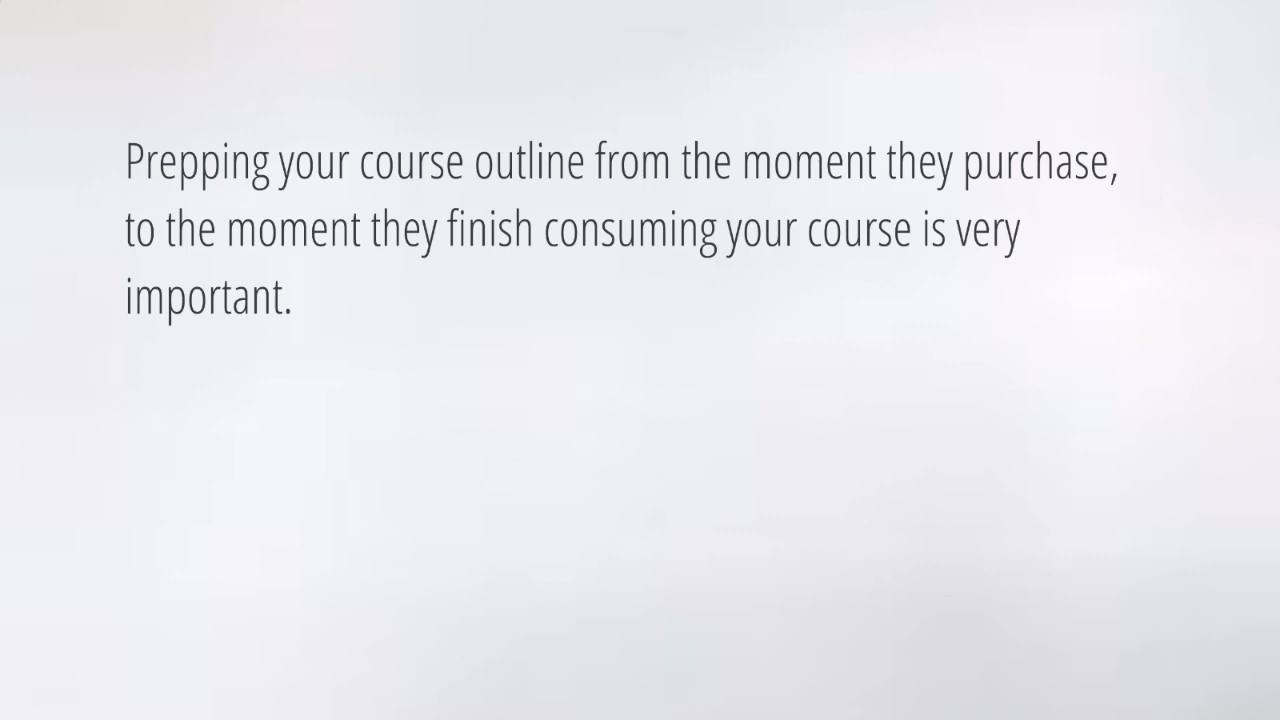 Prepping your course outline from the moment they purchase,
to the moment they finish consuming your course is very
important.